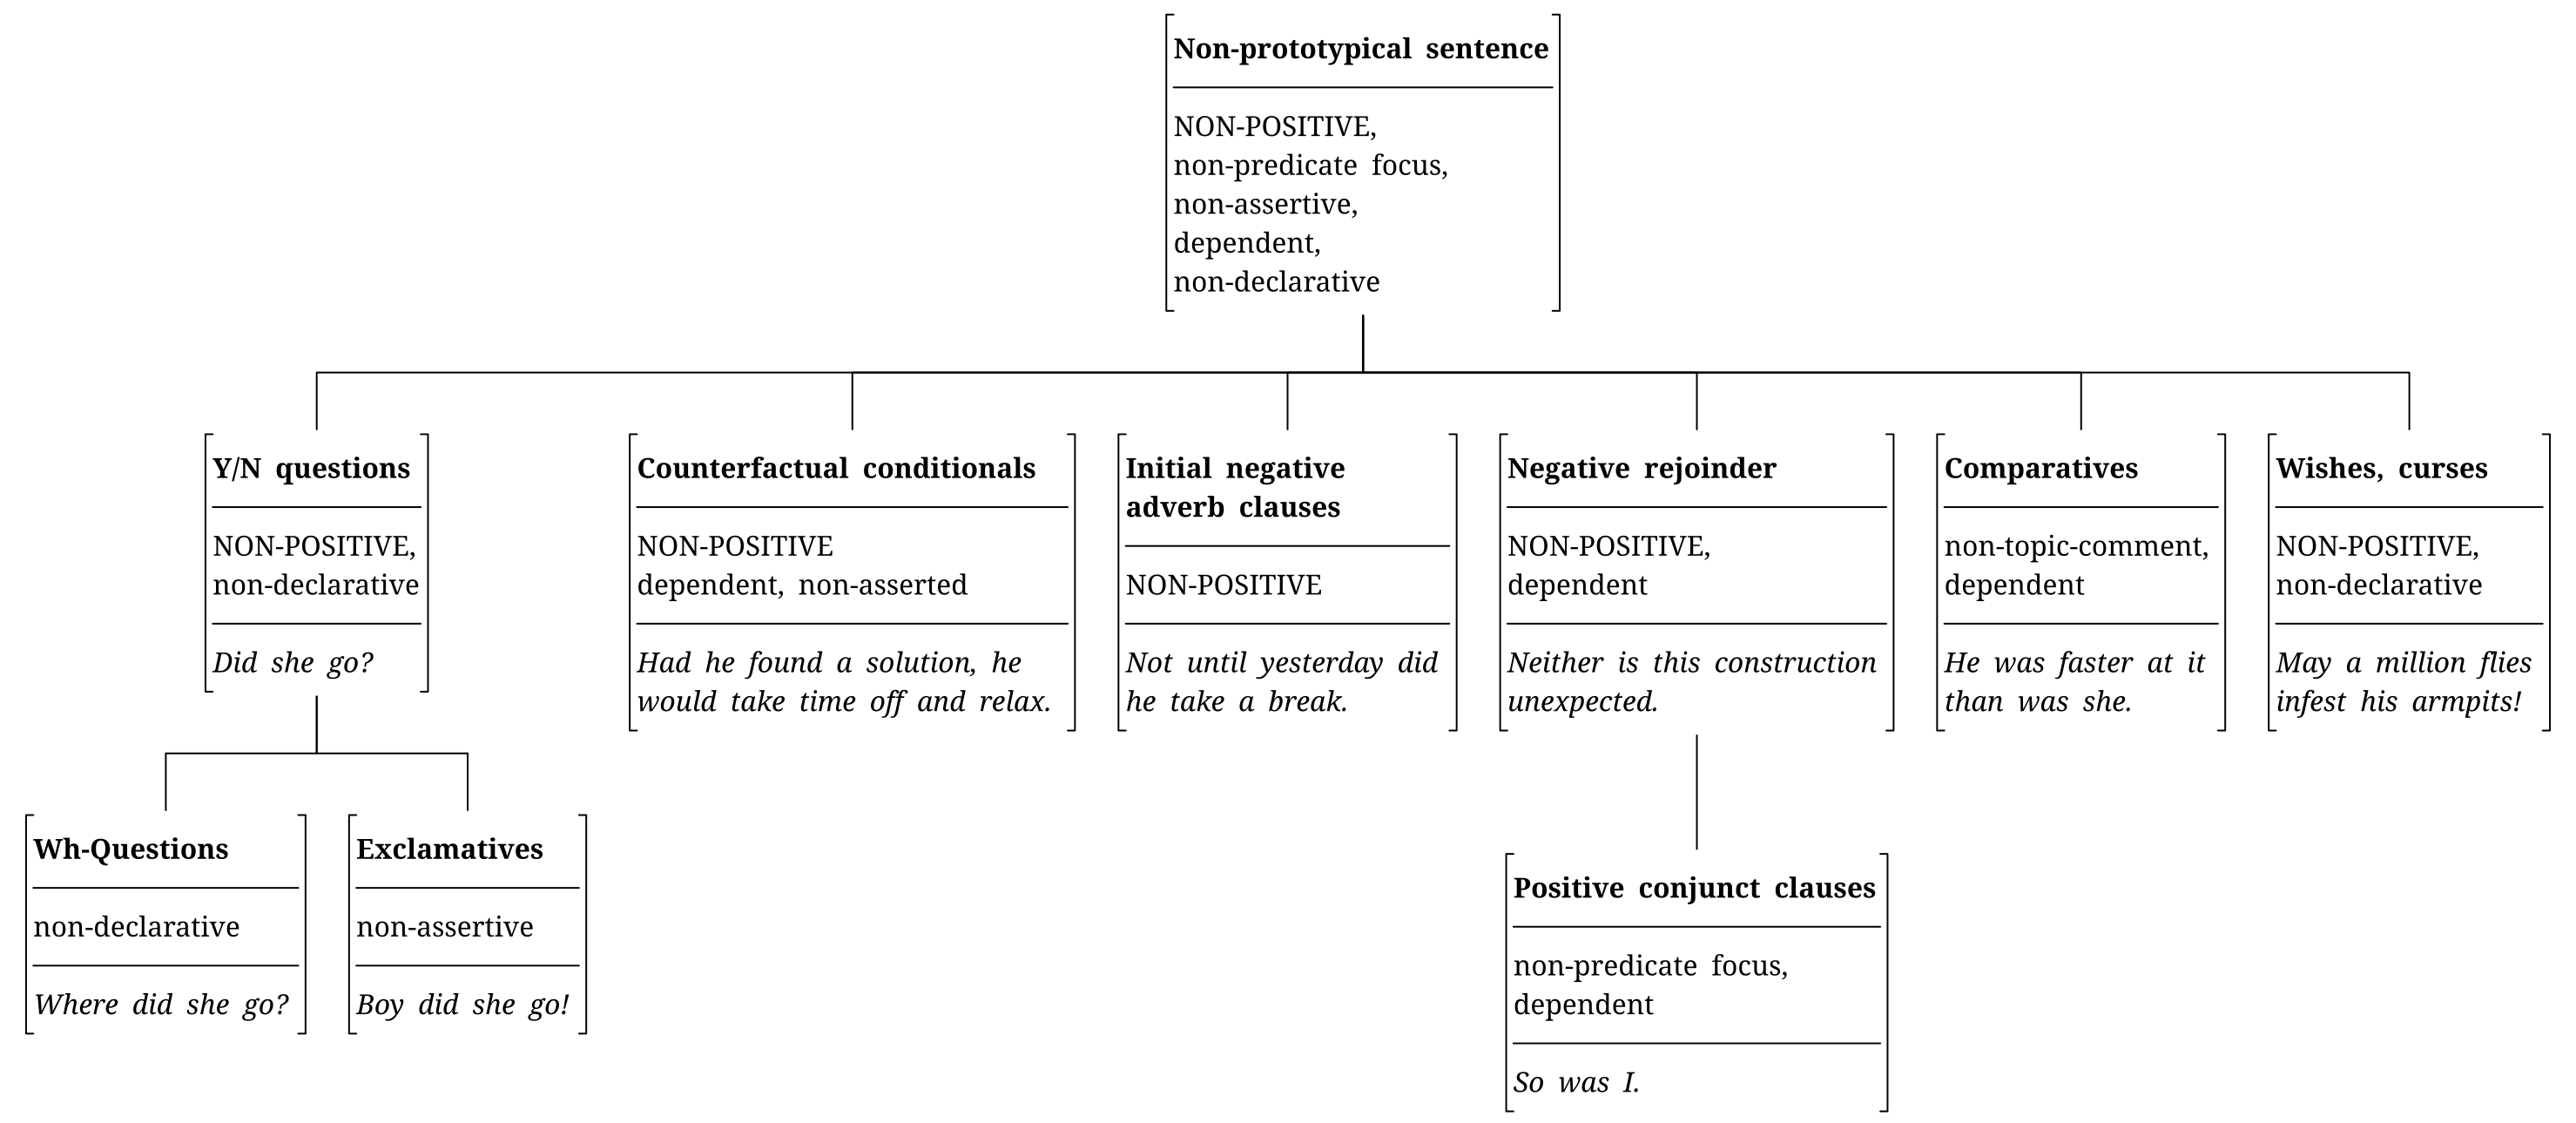 Non-prototypical sentence
NON-POSITIVE,
non-predicate focus,
non-assertive,
dependent,
non-declarative
Y/N questions
NON-POSITIVE,
non-declarative
Did she go?
Counterfactual conditionals
NON-POSITIVE
dependent, non-asserted
Had he found a solution, he
would take time off and relax.
Initial negative
adverb clauses
NON-POSITIVE
Not until yesterday did
he take a break.
Negative rejoinder
NON-POSITIVE,
dependent
Neither is this construction
unexpected.
Comparatives
non-topic-comment,
dependent
He was faster at it
than was she.
Wishes, curses
NON-POSITIVE,
non-declarative
May a million flies
infest his armpits!
Wh-Questions
non-declarative
Where did she go?
Exclamatives
non-assertive
Boy did she go!
Positive conjunct clauses
non-predicate focus,
dependent
So was I.